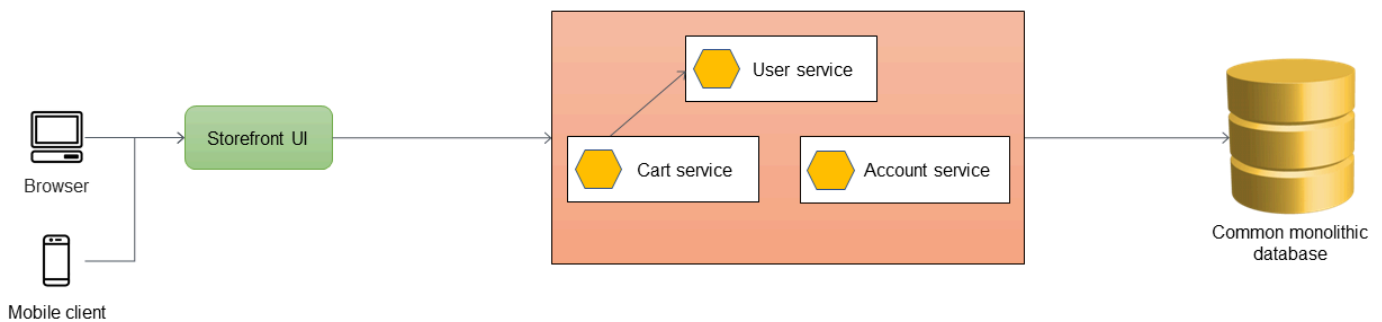 User service
Storefront UI
Cart service
Account service
Browser
Common monolithic
database
Mobile client